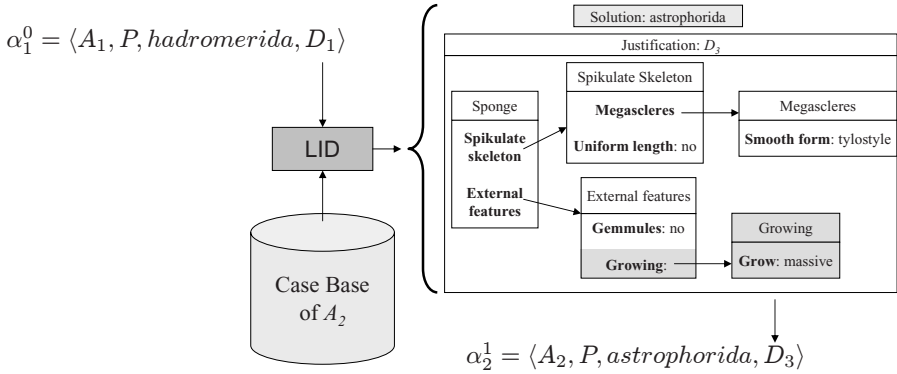 Solution: astrophorida
α₁⁰ = ⟨A₁, P, hadromerida, D₁⟩
Justification: D₃
Spikulate Skeleton
Sponge
Megascleres
Megascleres
Spikulate skeleton
Uniform length: no
Smooth form: tylostyle
LID
External features
External features
Growing
Gemmules: no
Growing:
Grow: massive
Case Base
of A₂
α₂¹ = ⟨A₂, P, astrophorida, D₃⟩